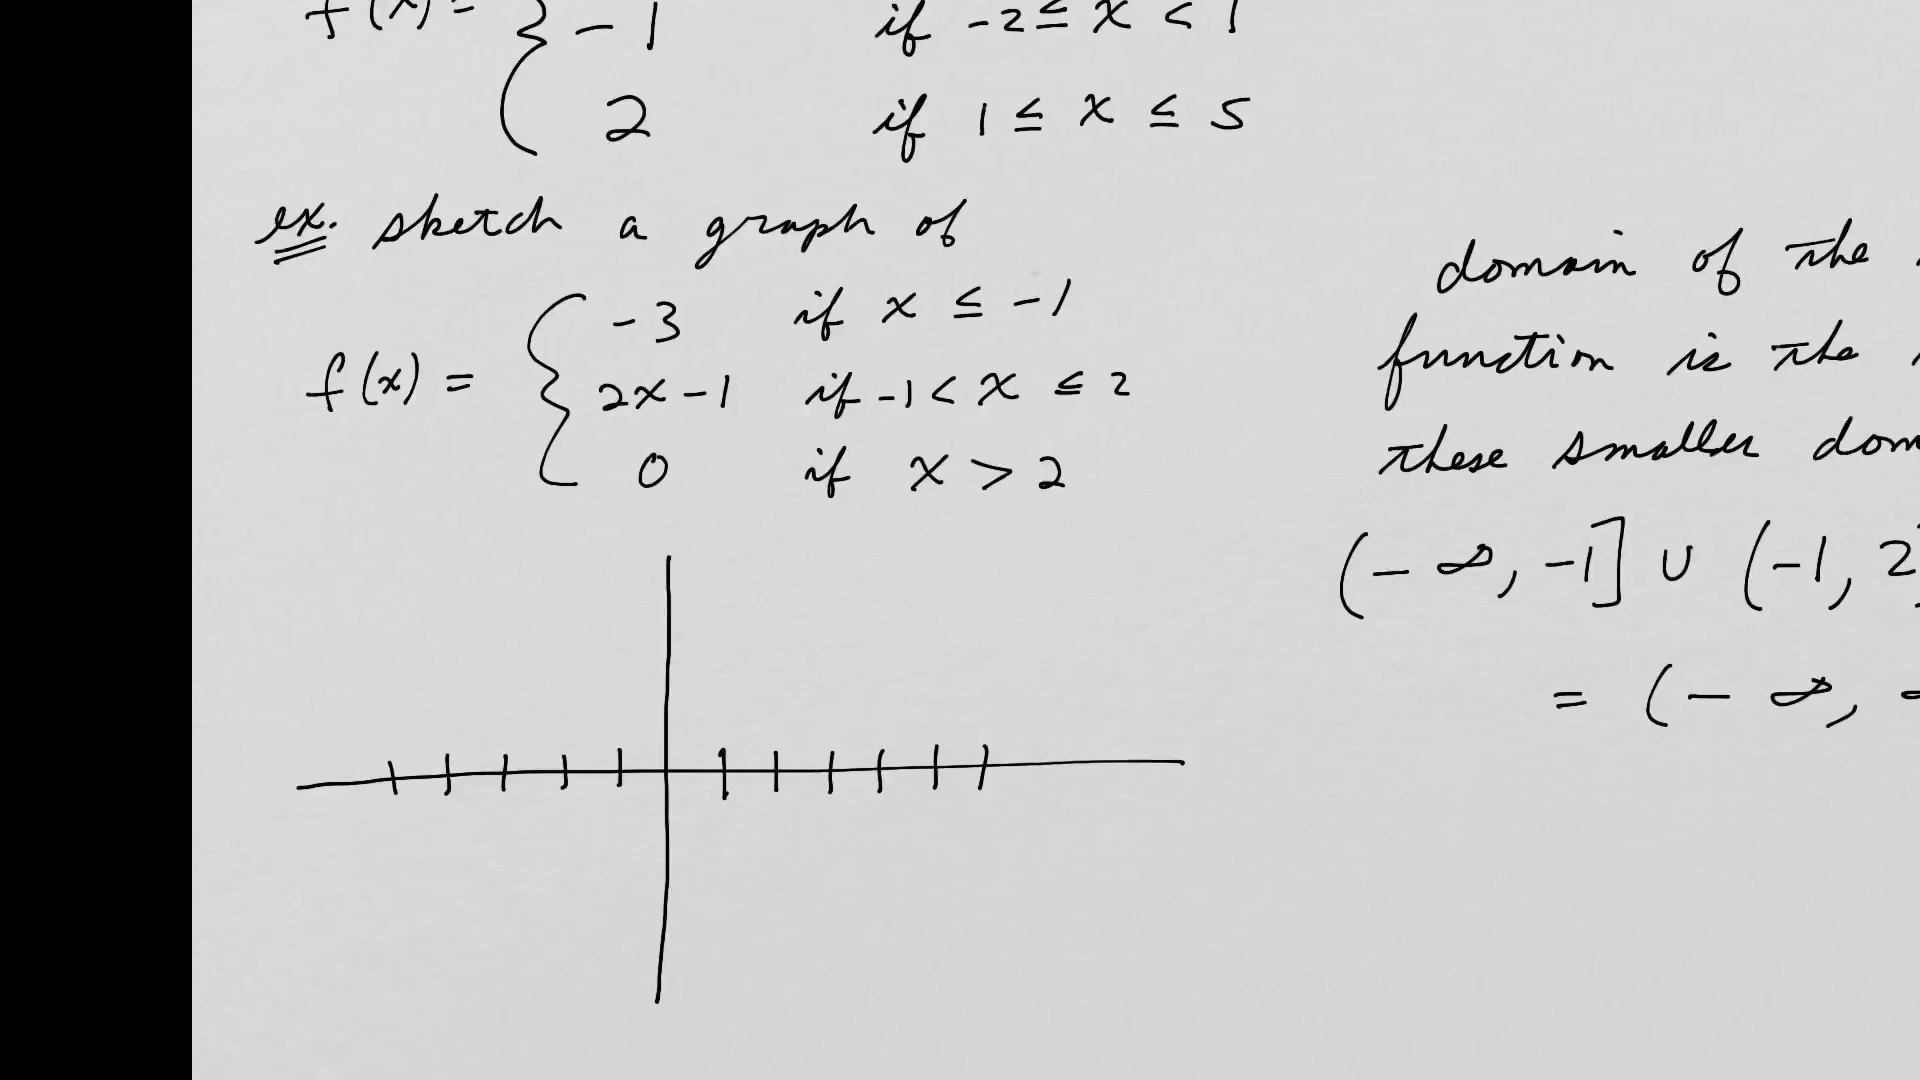 f(x) = { -1 if -2 ≤ x < 1
2 if 1 ≤ x ≤ 5
ex. sketch a graph of
f(x) = { -3 if x ≤ -1
2x - 1 if -1 < x ≤ 2
0 if x > 2
domain of the
function is the
these smaller
(-∞, -1] ∪ (-1, 2]
= (-∞,